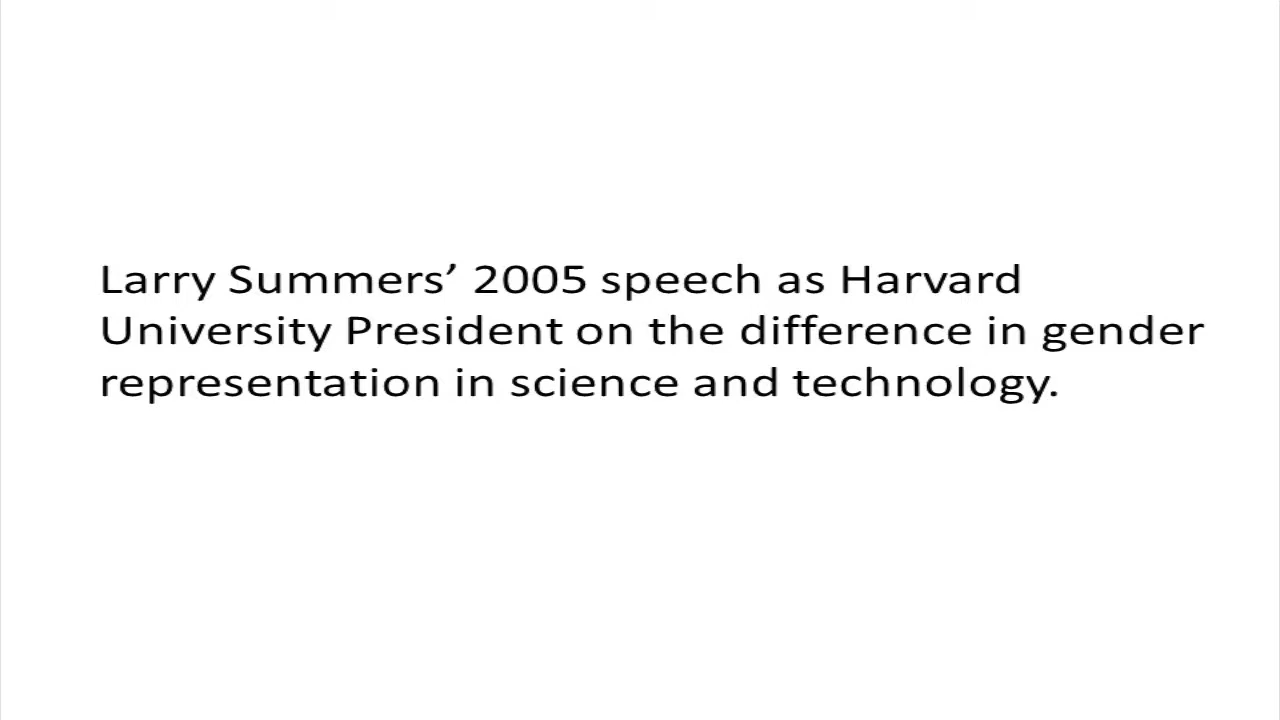 Larry Summers’ 2005 speech as Harvard
University President on the difference in gender
representation in science and technology.